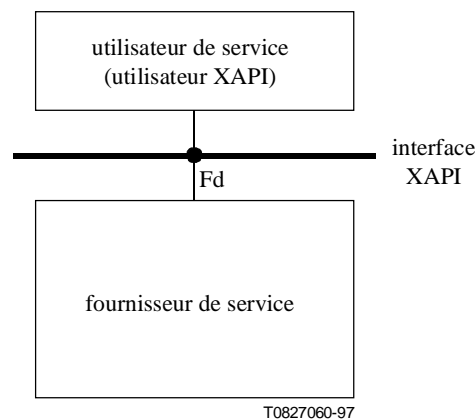 utilisateur de service
(utilisateur XAPI)
interface
XAPI
Fd
fournisseur de service
T0827060-97